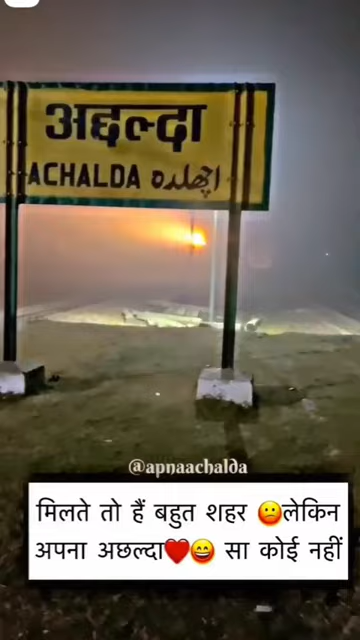 अछल्दा
ACHALDA اچھلدہ
@apnaachalda
मिलते तो हैं बहुत शहर 😕लेकिन
अपना अछल्दा❤️😄 सा कोई नहीं